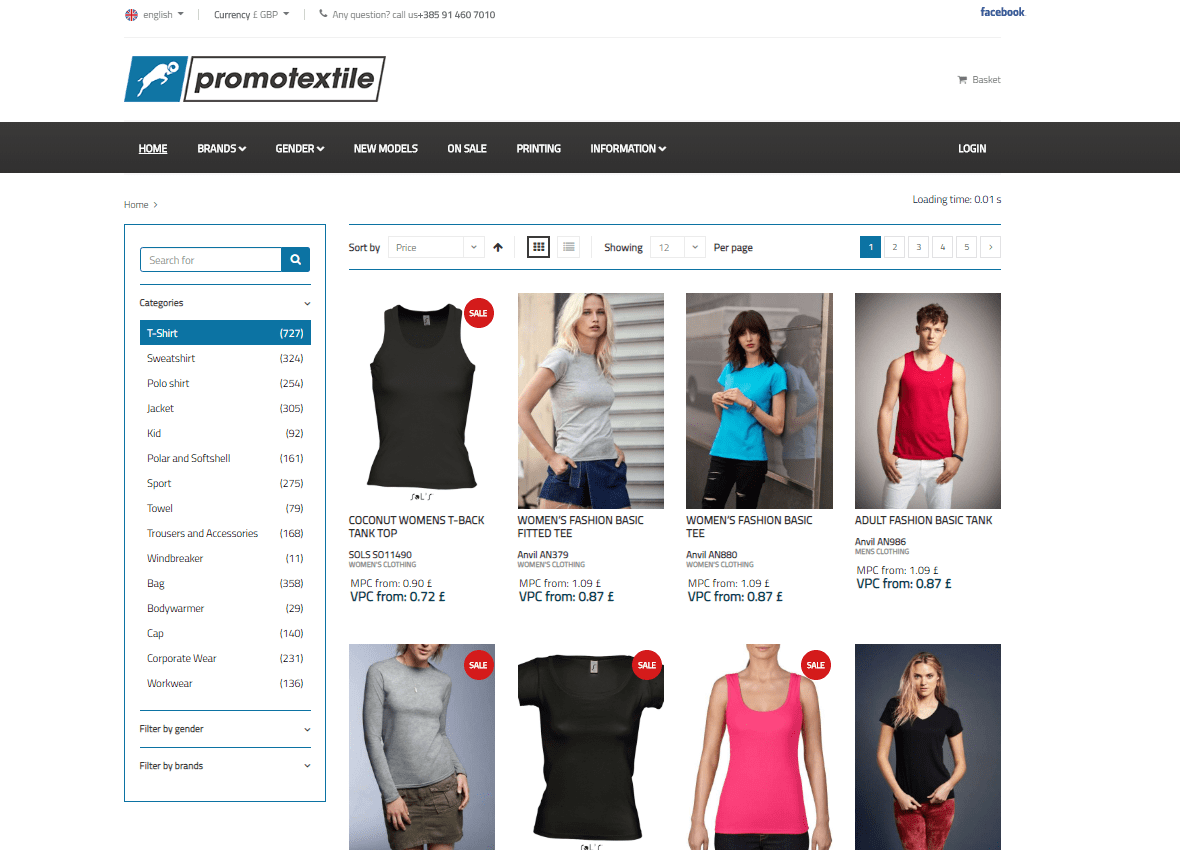 english
Currency £ GBP
Any question? call us+385 91 460 7010
facebook
promotextile
Basket
HOME
BRANDS
GENDER
NEW MODELS
ON SALE
PRINTING
INFORMATION
LOGIN
Home
Loading time: 0.01 s
Search for
Categories
T-Shirt (727)
Sweatshirt (324)
Polo shirt (254)
Jacket (305)
Kid (92)
Polar and Softshell (161)
Sport (275)
Towel (79)
Trousers and Accessories (168)
Windbreaker (11)
Bag (358)
Bodywarmer (29)
Cap (140)
Corporate Wear (231)
Workwear (136)
Filter by gender
Filter by brands
Sort by Price
Showing 12 Per page
1 2 3 4 5
SALE
SOL'S
COCONUT WOMENS T-BACK
TANK TOP
SOLS SO11490
WOMEN'S CLOTHING
MPC from: 0.90 £
VPC from: 0.72 £
WOMEN'S FASHION BASIC
FITTED TEE
Anvil AN379
WOMEN'S CLOTHING
MPC from: 1.09 £
VPC from: 0.87 £
WOMEN'S FASHION BASIC
TEE
Anvil AN880
WOMEN'S CLOTHING
MPC from: 1.09 £
VPC from: 0.87 £
ADULT FASHION BASIC TANK
Anvil AN986
MENS CLOTHING
MPC from: 1.09 £
VPC from: 0.87 £
SALE
SALE
SOL'S
SALE